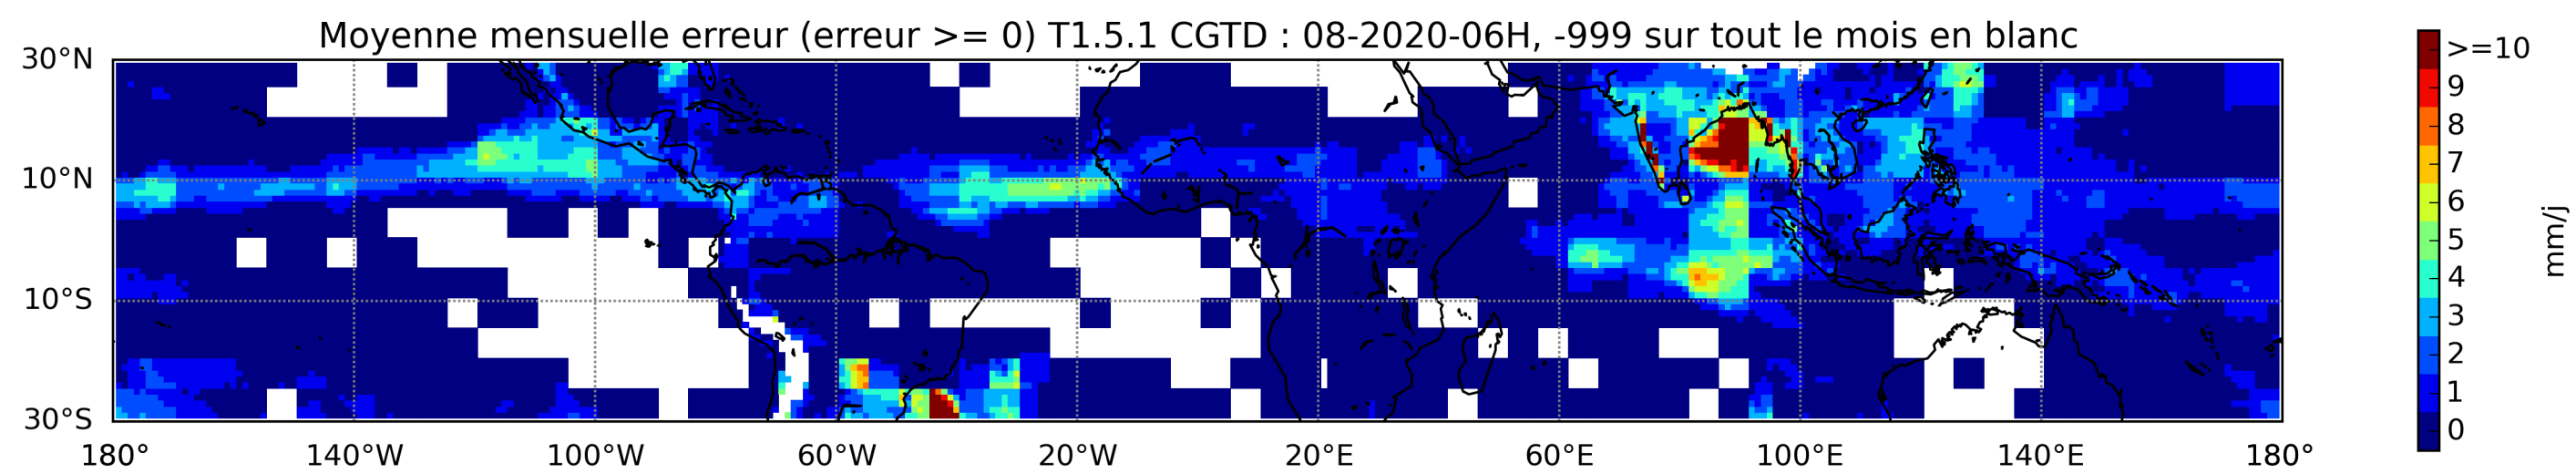 Moyenne mensuelle erreur (erreur >= 0) T1.5.1 CGTD : 08-2020-06H, -999 sur tout le mois en blanc
30°N
10°N
10°S
30°S
180° 140°W 100°W 60°W 20°W 20°E 60°E 100°E 140°E 180°
>=10
9
8
7
6
5
4
3
2
1
0
mm/j